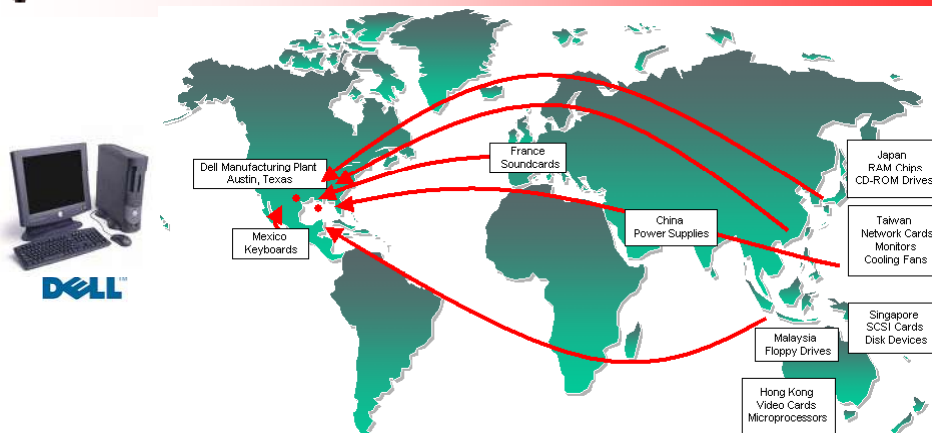 Dell Manufacturing Plant
Austin, Texas
Mexico
Keyboards
France
Soundcards
China
Power Supplies
Japan
RAM Chips
CD-ROM Drives
Taiwan
Network Cards
Monitors
Cooling Fans
Singapore
SCSI Cards
Disk Devices
Malaysia
Floppy Drives
Hong Kong
Video Cards
Microprocessors
DELL™